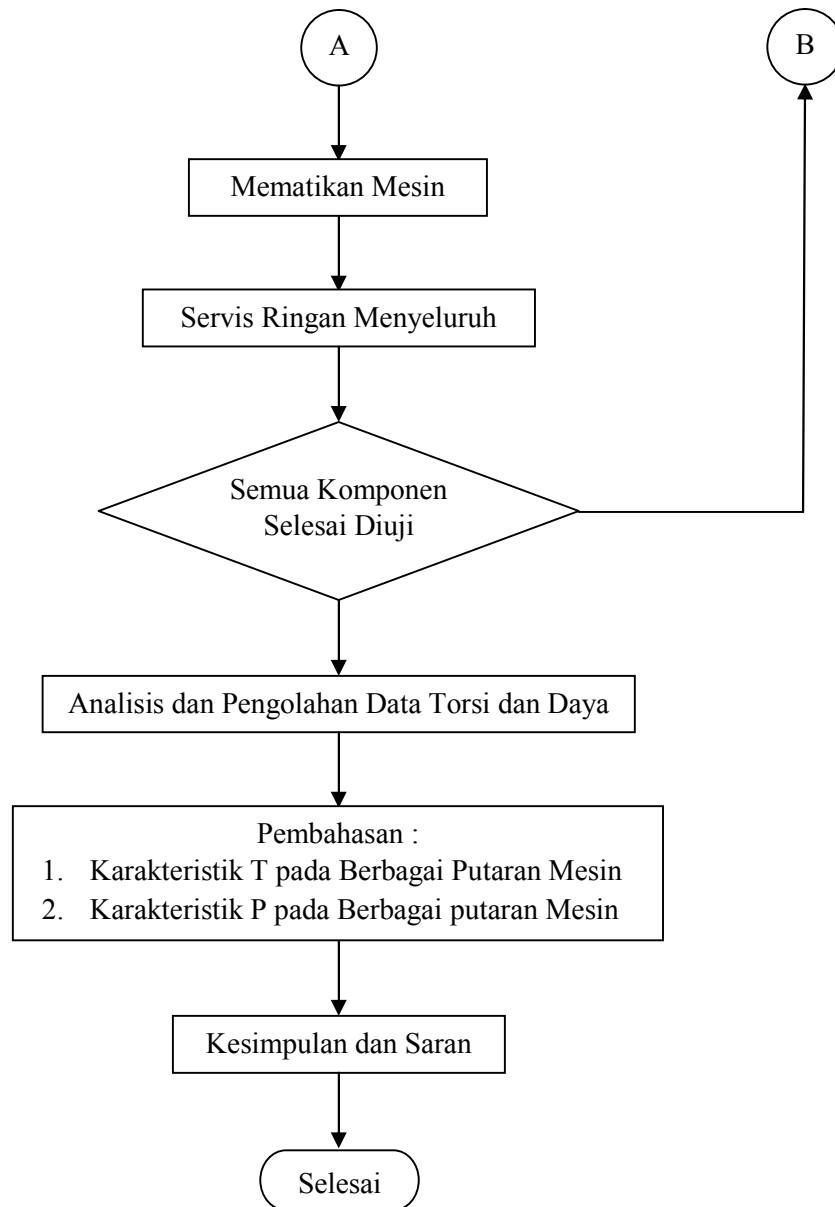 A
B
Mematikan Mesin
Servis Ringan Menyeluruh
Semua Komponen
Selesai Diuji
Analisis dan Pengolahan Data Torsi dan Daya
Pembahasan :
1. Karakteristik T pada Berbagai Putaran Mesin
2. Karakteristik P pada Berbagai putaran Mesin
Kesimpulan dan Saran
Selesai